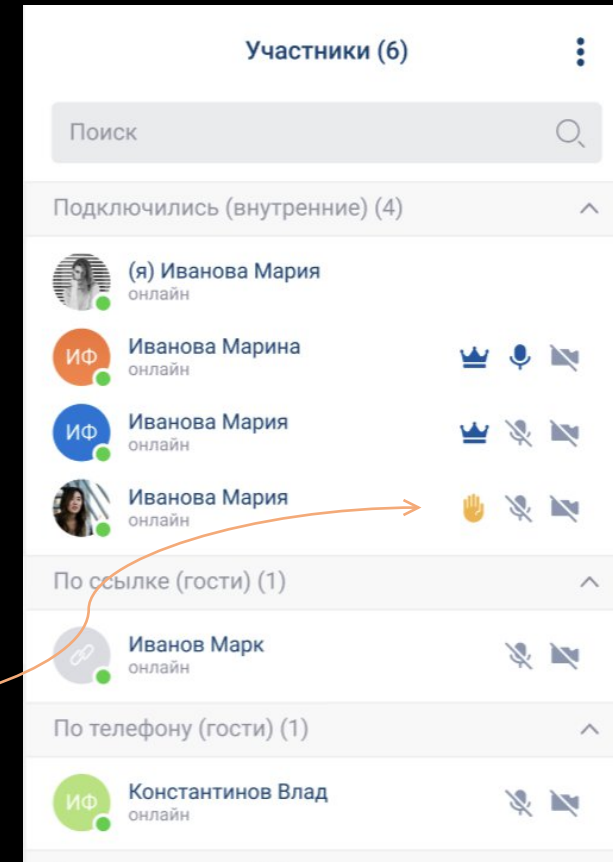 Участники (6)
Поиск
Подключились (внутренние) (4)
(я) Иванова Мария
онлайн
ИФ
Иванова Марина
онлайн
ИФ
Иванова Мария
онлайн
Иванова Мария
онлайн
По ссылке (гости) (1)
Иванов Марк
онлайн
По телефону (гости) (1)
ИФ
Константинов Влад
онлайн